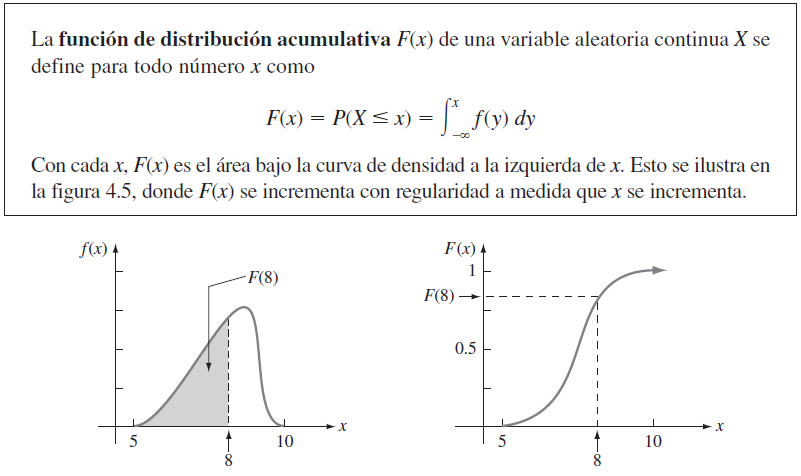 La función de distribución acumulativa F(x) de una variable aleatoria continua X se
define para todo número x como
F(x) = P(X ≤ x) = ∫_{-∞}^{x} f(y) dy
Con cada x, F(x) es el área bajo la curva de densidad a la izquierda de x. Esto se ilustra en
la figura 4.5, donde F(x) se incrementa con regularidad a medida que x se incrementa.
f(x)
F(8)
5
8
10
x
F(x)
1
F(8)
0.5
5
8
10
x